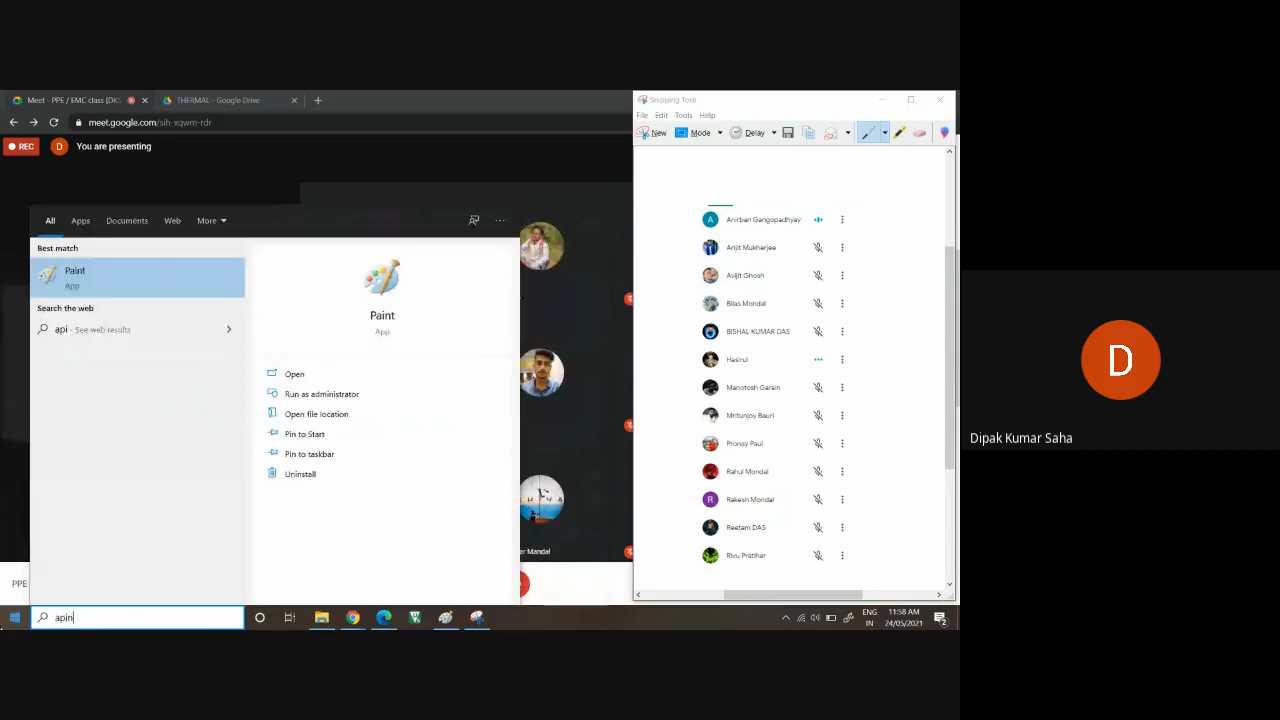 Meet - PPE / EMC class [DKS
THERMAL - Google Drive
meet.google.com/sih-xqwm-rdr
REC
D
You are presenting
All
Apps
Documents
Web
More
Best match
Paint
App
Search the web
api - See web results
Paint
App
Open
Run as administrator
Open file location
Pin to Start
Pin to taskbar
Uninstall
er Mandal
PPE
apin
Snipping Tool
File Edit Tools Help
New
Mode
Delay
A
Anirban Gangopadhyay
Arijit Mukherjee
Avijit Ghosh
Bilas Mondal
BISHAL KUMAR DAS
Hasirul
Manotosh Garain
Mritunjoy Bauri
Pronay Paul
Rahul Mondal
R
Rakesh Mondal
Reetam DAS
Rivu Pratihar
ENG
IN
11:58 AM
24/05/2021
2
D
Dipak Kumar Saha